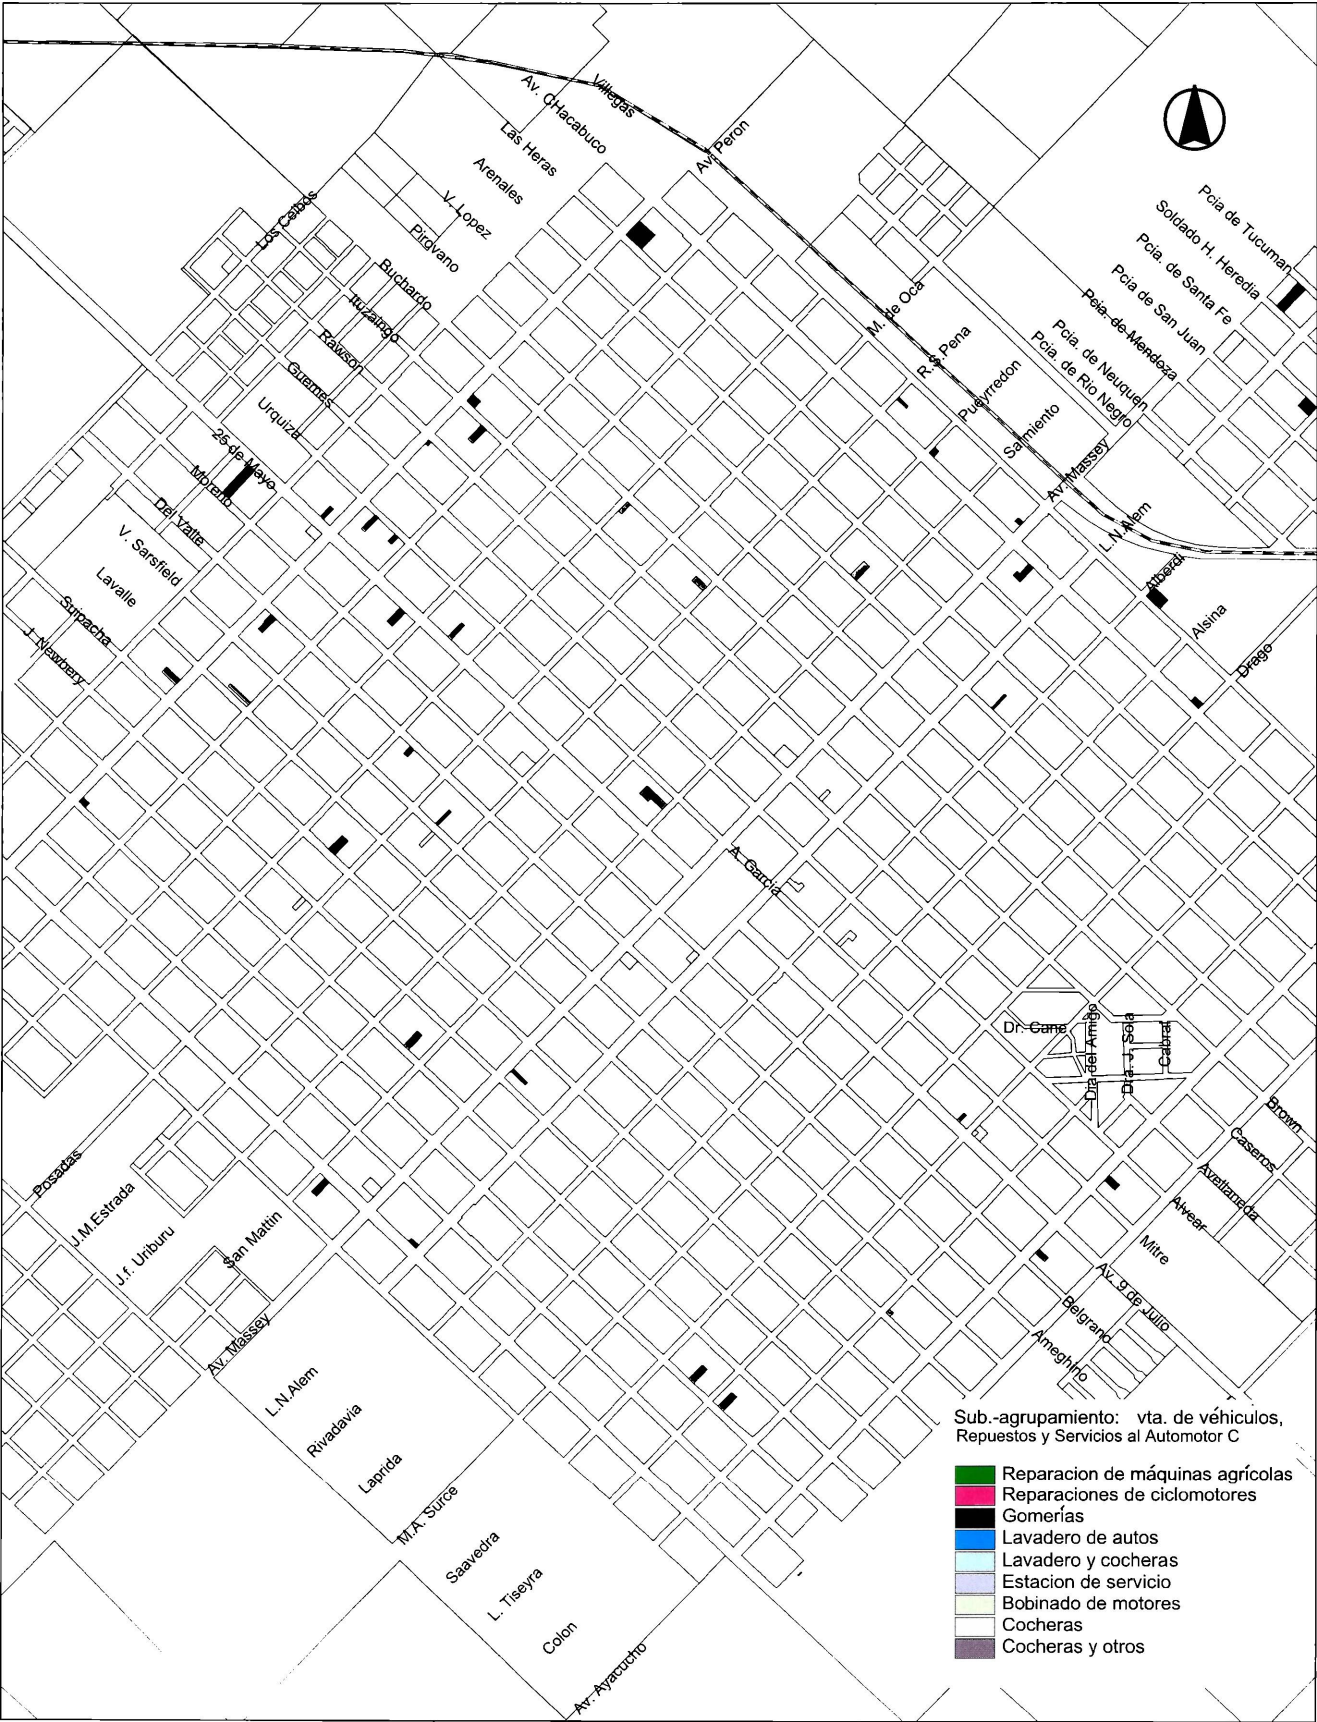 Villegas
Av. CHacabuco
Las Heras
Arenales
V. Lopez
Pirovano
Buchardo
Ituzaingo
Rawson
Guemes
Urquiza
25 de Mayo
Moreno
Del Valle
V. Sarsfield
Lavalle
Suipacha
J. Newbery
Los Ceibos
Av. Peron
M. de Oca
R.S. Pena
Pueyrredon
Sarmiento
Av. Massey
L.N. Alem
Alberdi
Alsina
Drago
Pcia de Tucuman
Soldado H. Heredia
Pcia. de Santa Fe
Pcia de San Juan
Pcia. de Mendoza
Pcia. de Neuquen
Pcia. de Rio Negro
A. Garcia
Dr. Cane
Dra del Amigo
Dra. J. Sola
Cabral
Brown
Caseros
Avellaneda
Alvear
Mitre
Av. 9 de Julio
Belgrano
Ameghino
Posadas
J.M.Estrada
J.f. Uriburu
San Mattin
Av. Massey
L.N.Alem
Rivadavia
Laprida
M.A. Surce
Saavedra
L. Tiseyra
Colon
Av. Ayacucho
Sub.-agrupamiento: vta. de véhiculos,
Repuestos y Servicios al Automotor C
Reparacion de máquinas agrícolas
Reparaciones de ciclomotores
Gomerías
Lavadero de autos
Lavadero y cocheras
Estacion de servicio
Bobinado de motores
Cocheras
Cocheras y otros